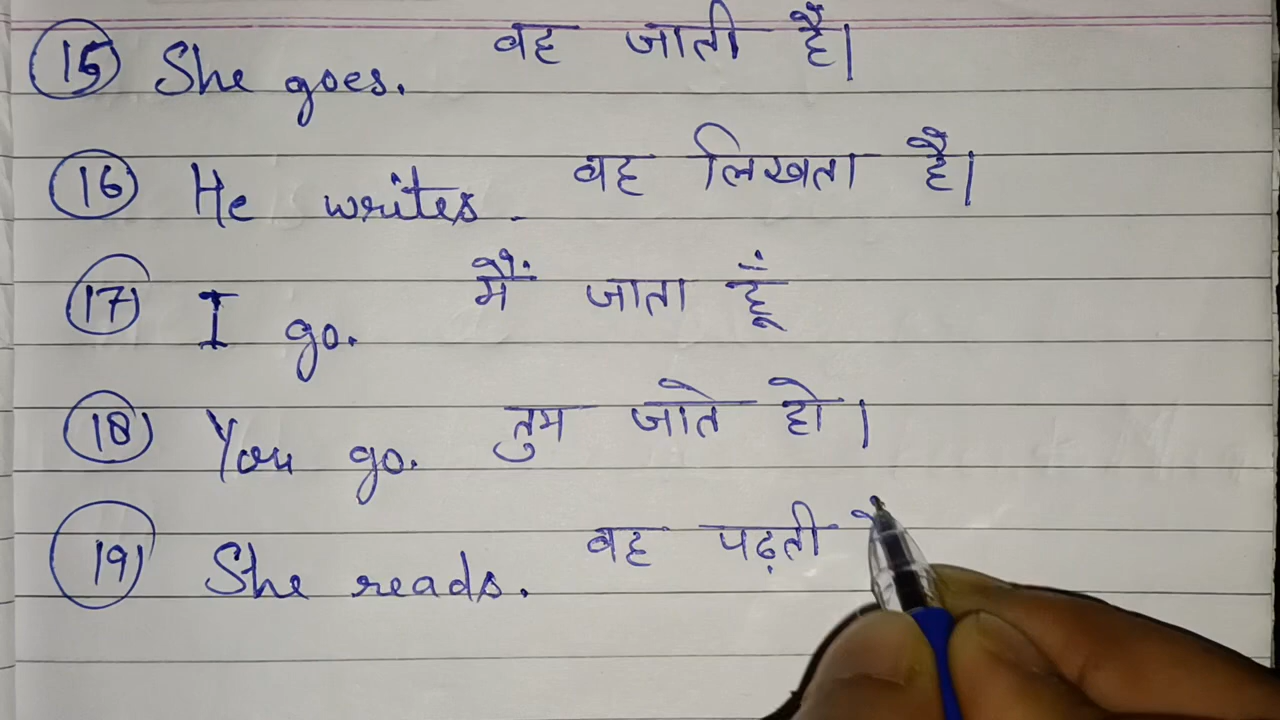 15 She goes. वह जाती है।
16 He writes. वह लिखता है।
17 I go. मैं जाता हूँ
18 You go. तुम जाते हो।
19 She reads. वह पढ़ती